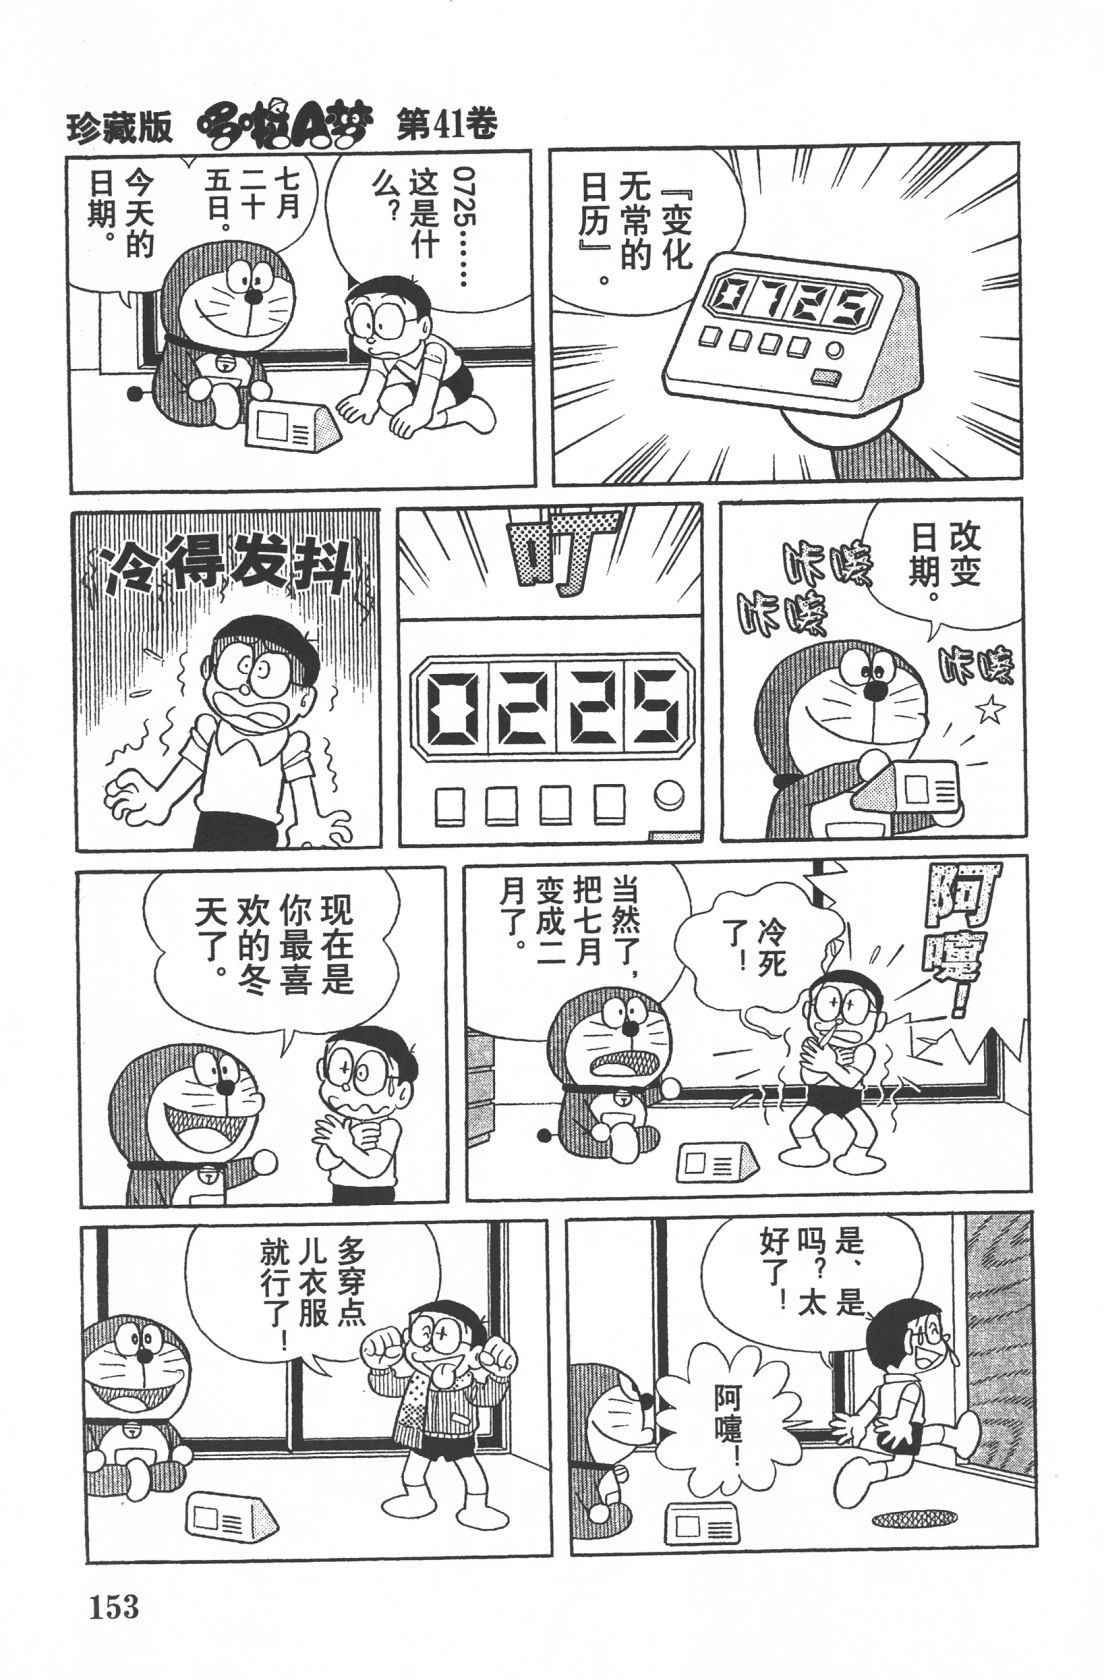 珍藏版 哆啦A梦 第41卷
『变化
无常的
日历』。
0725
0725……
这是什
么？
七月
二十
五日。
今天的
日期。
改变
日期。
咔嚓
咔嚓
咔嚓
叮
0225
冷得发抖
阿嚏！
冷死
了！
当然了，
把七月
变成二
月了。
现在是
你最喜
欢的冬
天了。
是、是
吗？太
好了！
阿嚏！
多穿点
儿衣服
就行了！
153